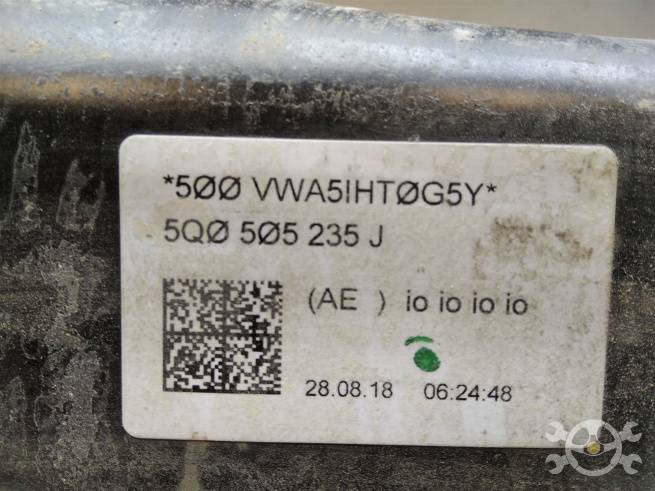 *5ØØ VWA5IHTØG5Y*
5QØ 5Ø5 235 J
(AE ) io io io io
28.08.18 06:24:48